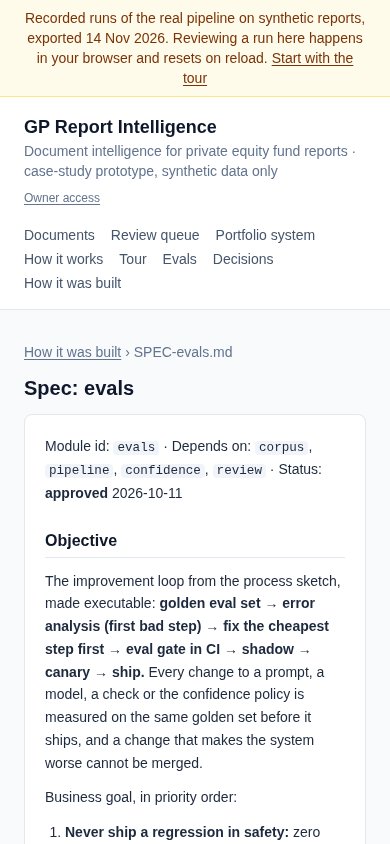 Recorded runs of the real pipeline on synthetic reports,
exported 14 Nov 2026. Reviewing a run here happens
in your browser and resets on reload. Start with the
tour
GP Report Intelligence
Document intelligence for private equity fund reports ·
case-study prototype, synthetic data only
Owner access
Documents Review queue Portfolio system
How it works Tour Evals Decisions
How it was built
How it was built › SPEC-evals.md
Spec: evals
Module id: evals · Depends on: corpus,
pipeline, confidence, review · Status:
approved 2026-10-11
Objective
The improvement loop from the process sketch,
made executable: golden eval set → error
analysis (first bad step) → fix the cheapest
step first → eval gate in CI → shadow →
canary → ship. Every change to a prompt, a
model, a check or the confidence policy is
measured on the same golden set before it
ships, and a change that makes the system
worse cannot be merged.
Business goal, in priority order:
1. Never ship a regression in safety: zero